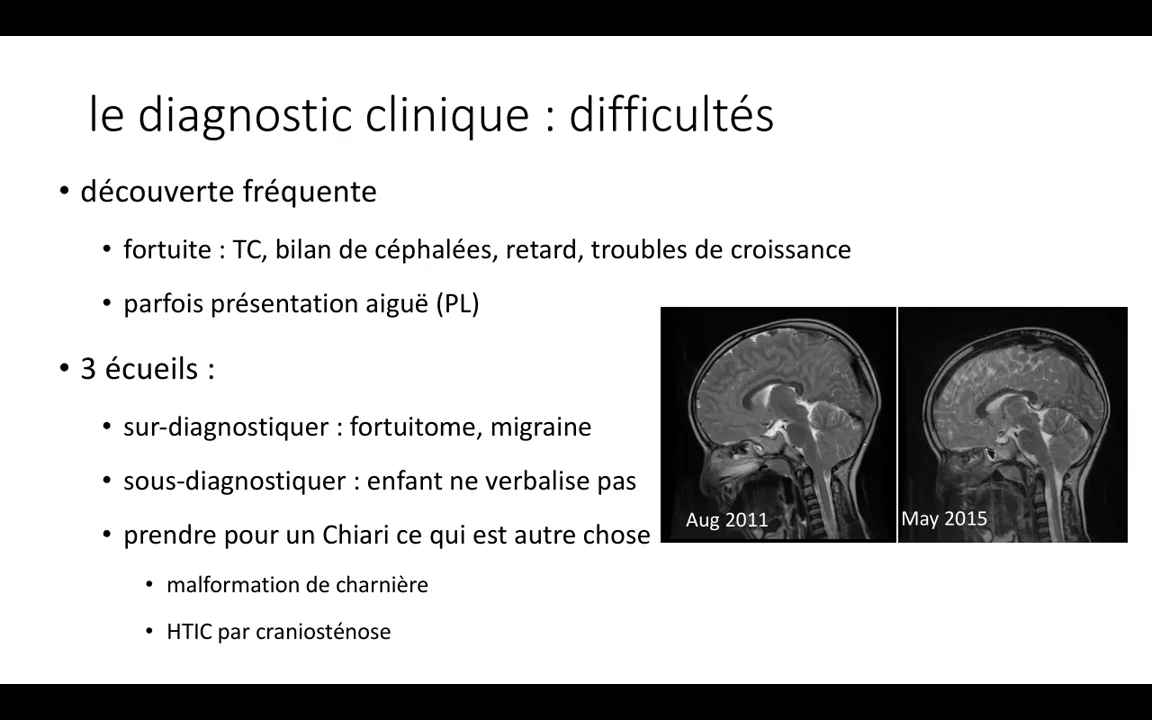 le diagnostic clinique : difficultés
• découverte fréquente
• fortuite : TC, bilan de céphalées, retard, troubles de croissance
• parfois présentation aiguë (PL)
• 3 écueils :
• sur-diagnostiquer : fortuitome, migraine
• sous-diagnostiquer : enfant ne verbalise pas
• prendre pour un Chiari ce qui est autre chose
• malformation de charnière
• HTIC par craniosténose
Aug 2011
May 2015